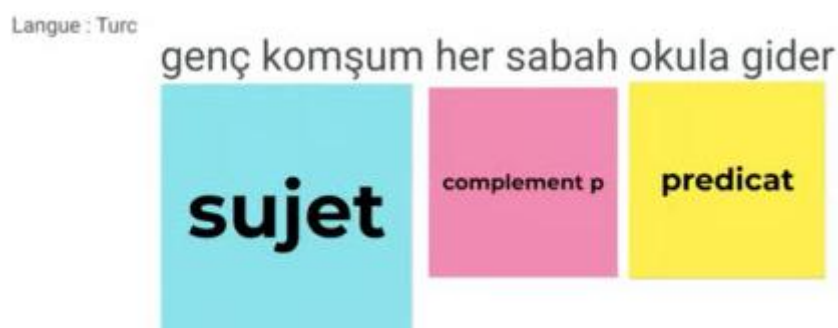 Langue : Turc
genç komşum her sabah okula gider
sujet complement p predicat